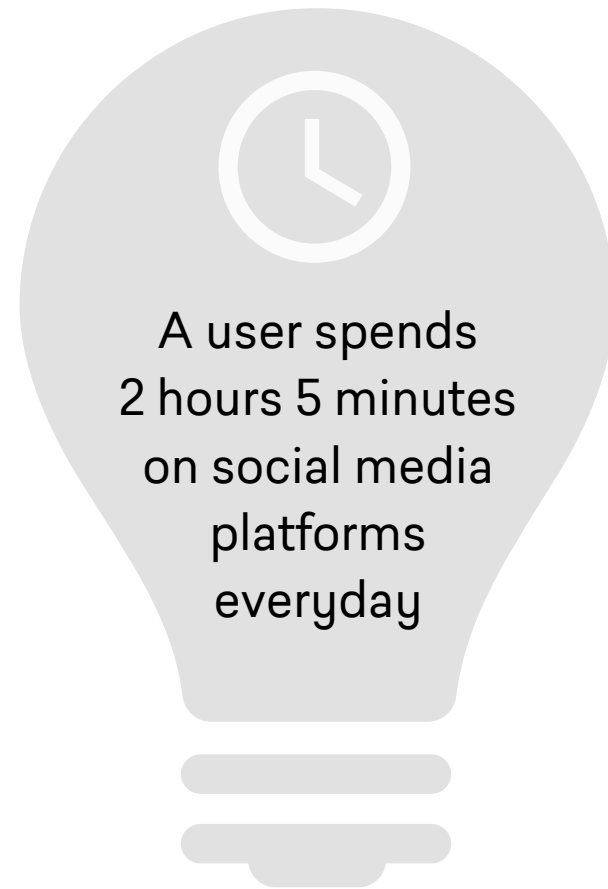 A user spends
2 hours 5 minutes
on social media
platforms
everyday